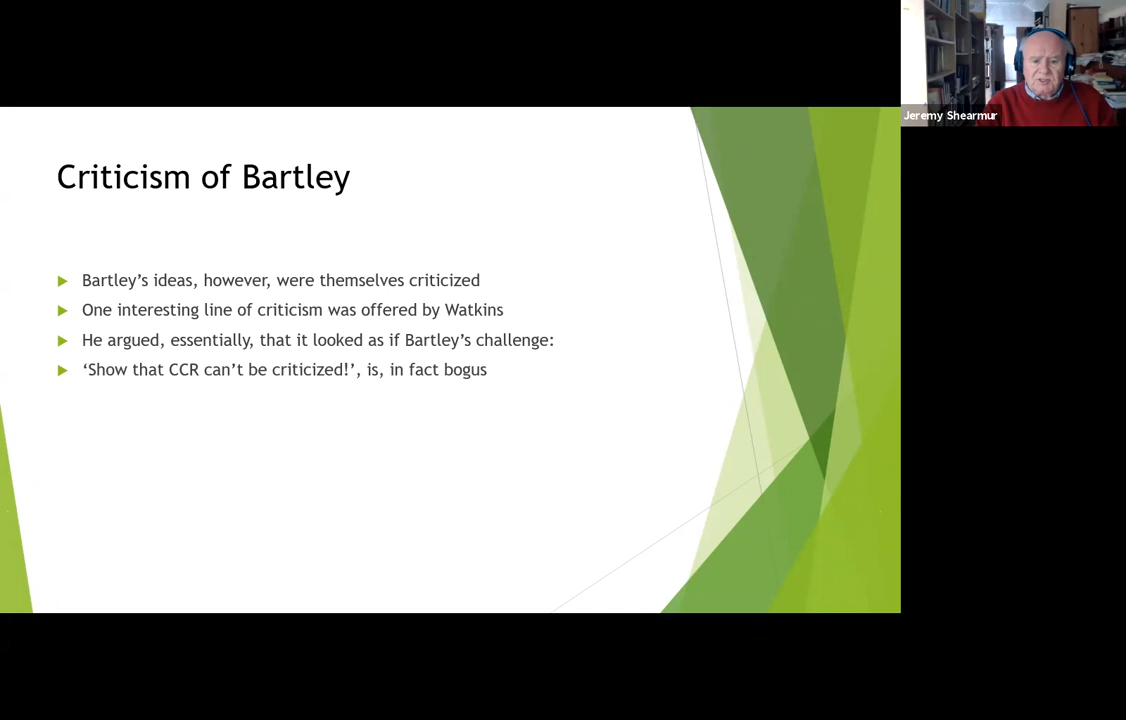 Jeremy Shearmur
Criticism of Bartley
Bartley’s ideas, however, were themselves criticized
One interesting line of criticism was offered by Watkins
He argued, essentially, that it looked as if Bartley’s challenge:
‘Show that CCR can’t be criticized!’, is, in fact bogus